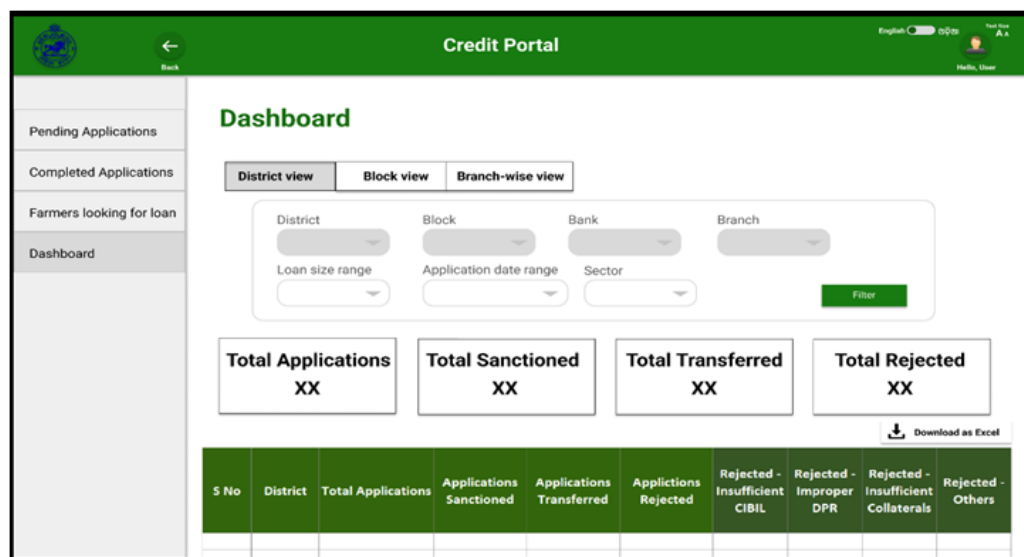 Back
Credit Portal
English ଓଡ଼ିଆ
Text Size
A A
Hello, User
Pending Applications
Completed Applications
Farmers looking for loan
Dashboard
Dashboard
District view Block view Branch-wise view
District Block Bank Branch
Loan size range Application date range Sector
Filter
Total Applications
XX
Total Sanctioned
XX
Total Transferred
XX
Total Rejected
XX
Download as Excel
S No
District
Total Applications
Applications
Sanctioned
Applications
Transferred
Applictions
Rejected
Rejected -
Insufficient
CIBIL
Rejected -
Improper
DPR
Rejected -
Insufficient
Collaterals
Rejected -
Others